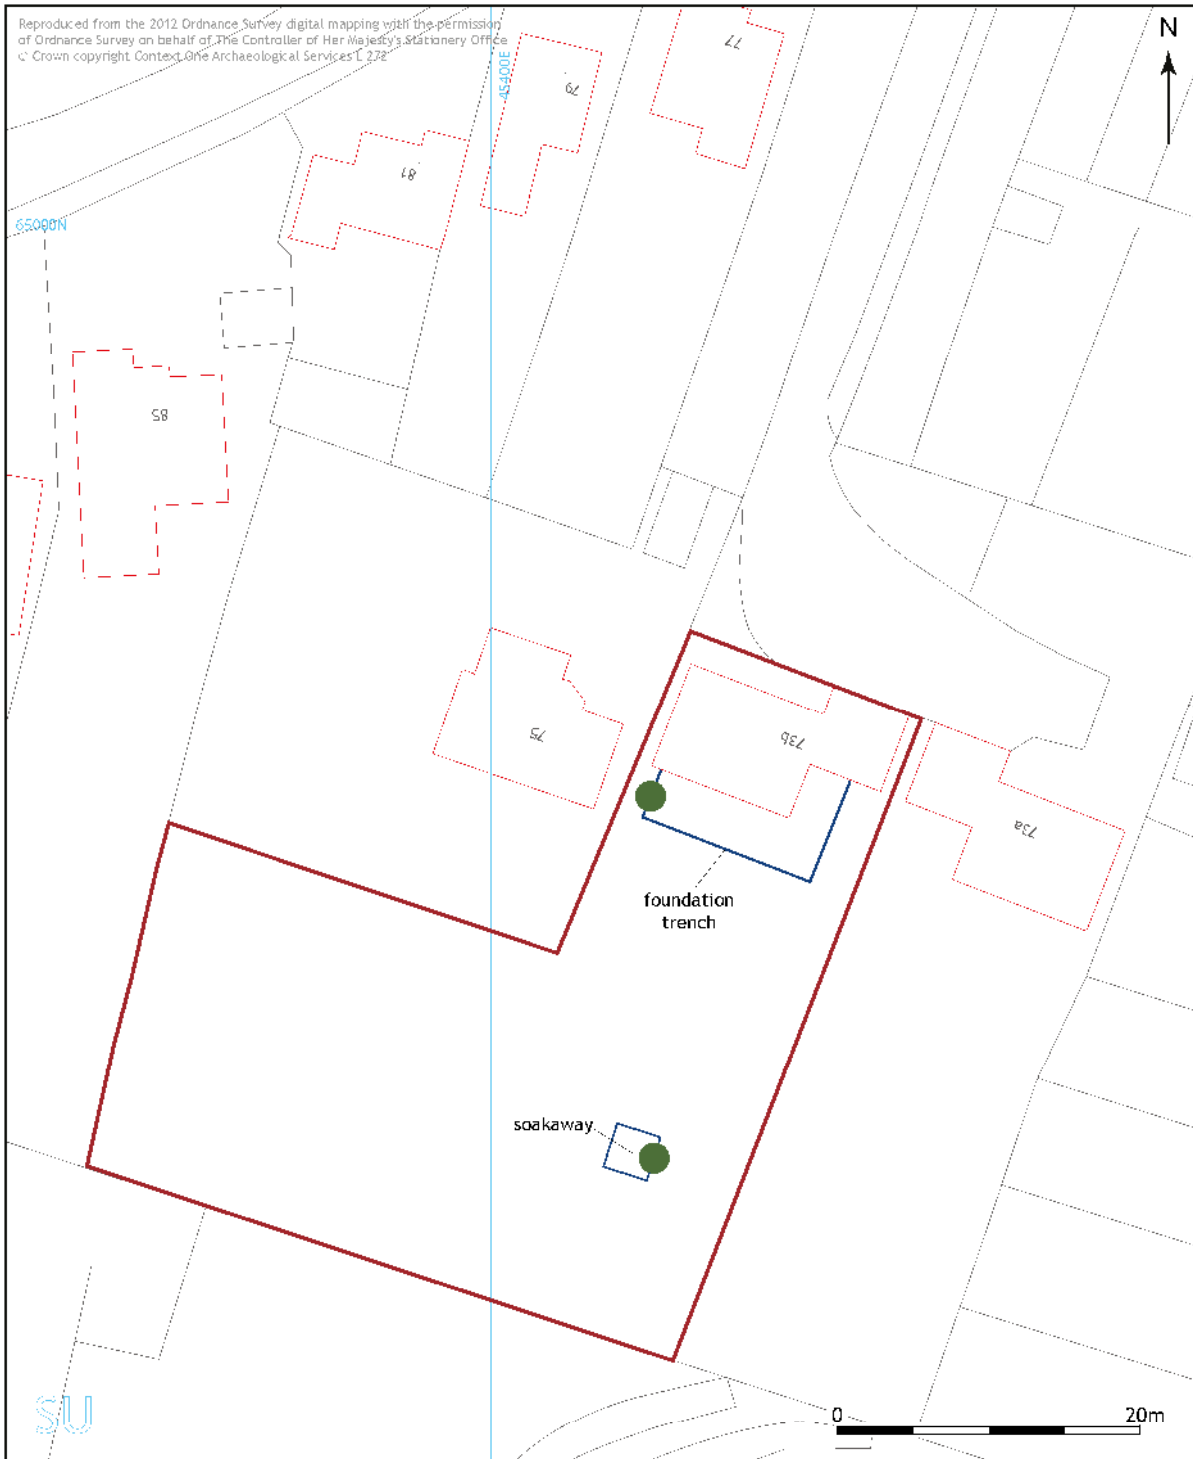 Reproduced from the 2012 Ordnance Survey digital mapping with the permission
of Ordnance Survey on behalf of The Controller of Her Majesty's Stationery Office
© Crown copyright Context One Archaeological Services L 272
N
45400E
77
79
81
65000N
85
75
73b
73a
foundation
trench
soakaway
SU
0 20m